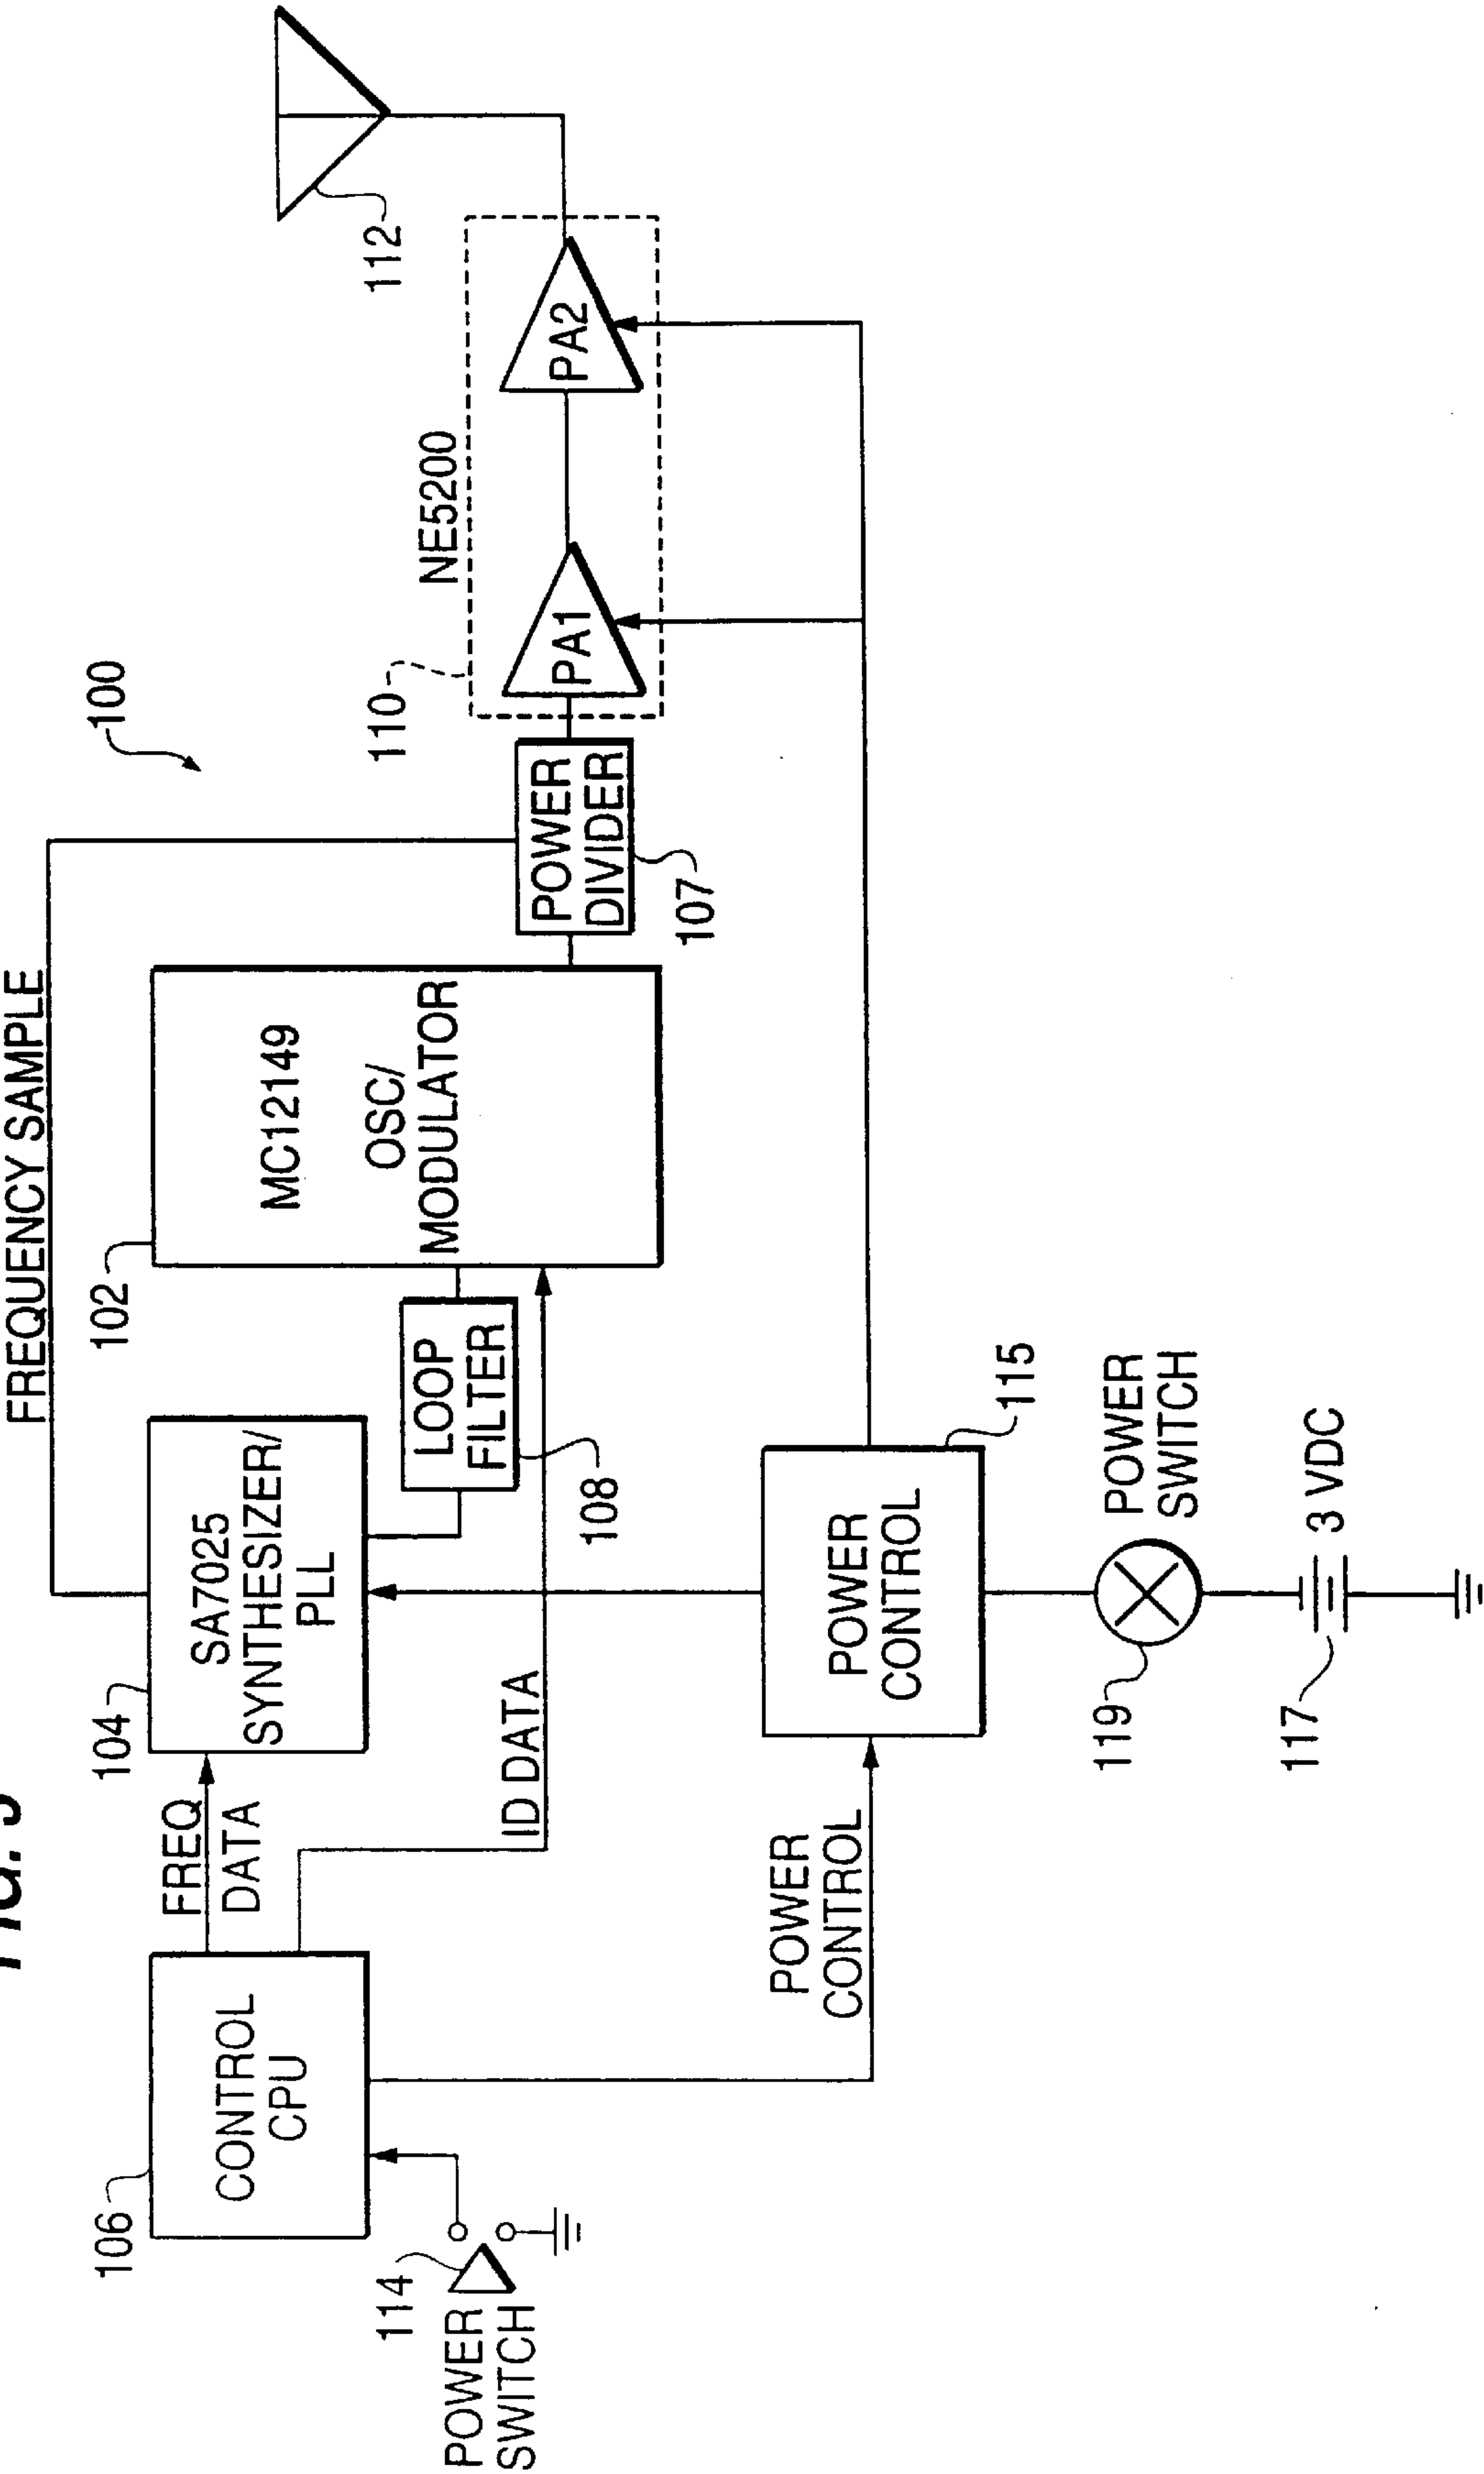 FREQUENCY SAMPLE
100
102
MC12149
OSC/
MODULATOR
104
SA7025
SYNTHESIZER/
PLL
FREQ
DATA
106
CONTROL
CPU
114
POWER
SWITCH
ID DATA
LOOP
FILTER
108
POWER
DIVIDER
107
110
NE5200
PA1
PA2
112
POWER
CONTROL
POWER
CONTROL
115
119
POWER
SWITCH
117
3 VDC